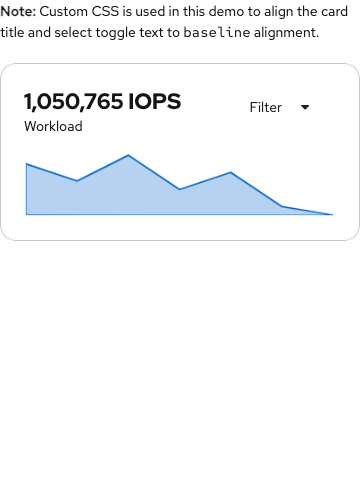 Note: Custom CSS is used in this demo to align the card
title and select toggle text to baseline alignment.
1,050,765 IOPS
Filter
Workload